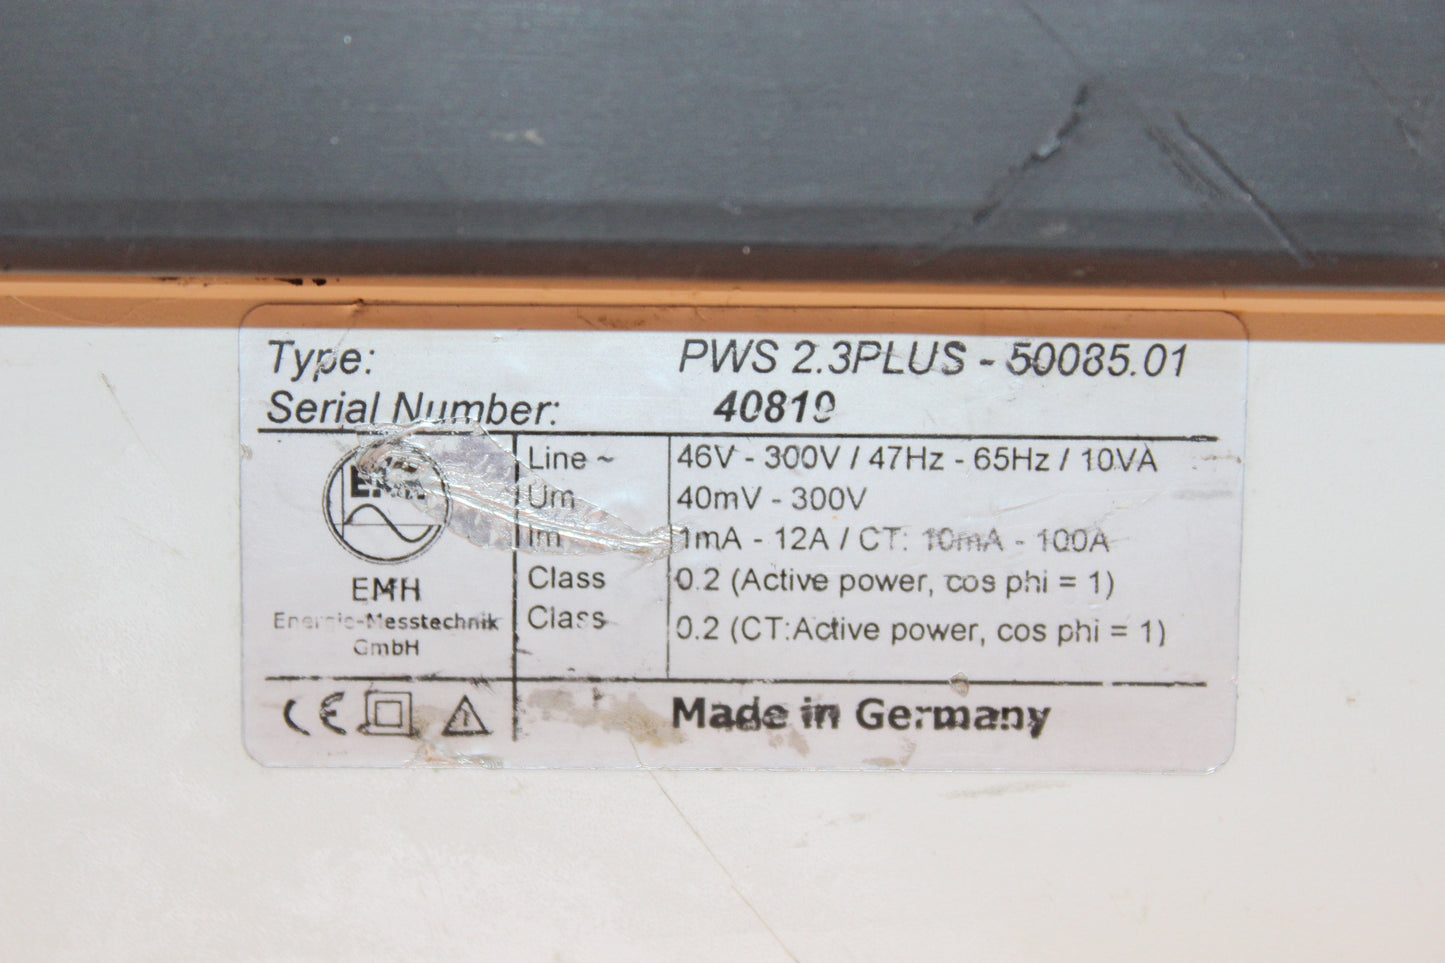 Type: PWS 2.3PLUS - 50085.01
Serial Number: 40819
EMH
EMH
Energie-Messtechnik
GmbH
Line ~ 46V - 300V / 47Hz - 65Hz / 10VA
Um 40mV - 300V
Im 1mA - 12A / CT: 10mA - 100A
Class 0.2 (Active power, cos phi = 1)
Class 0.2 (CT:Active power, cos phi = 1)
CE Made in Germany